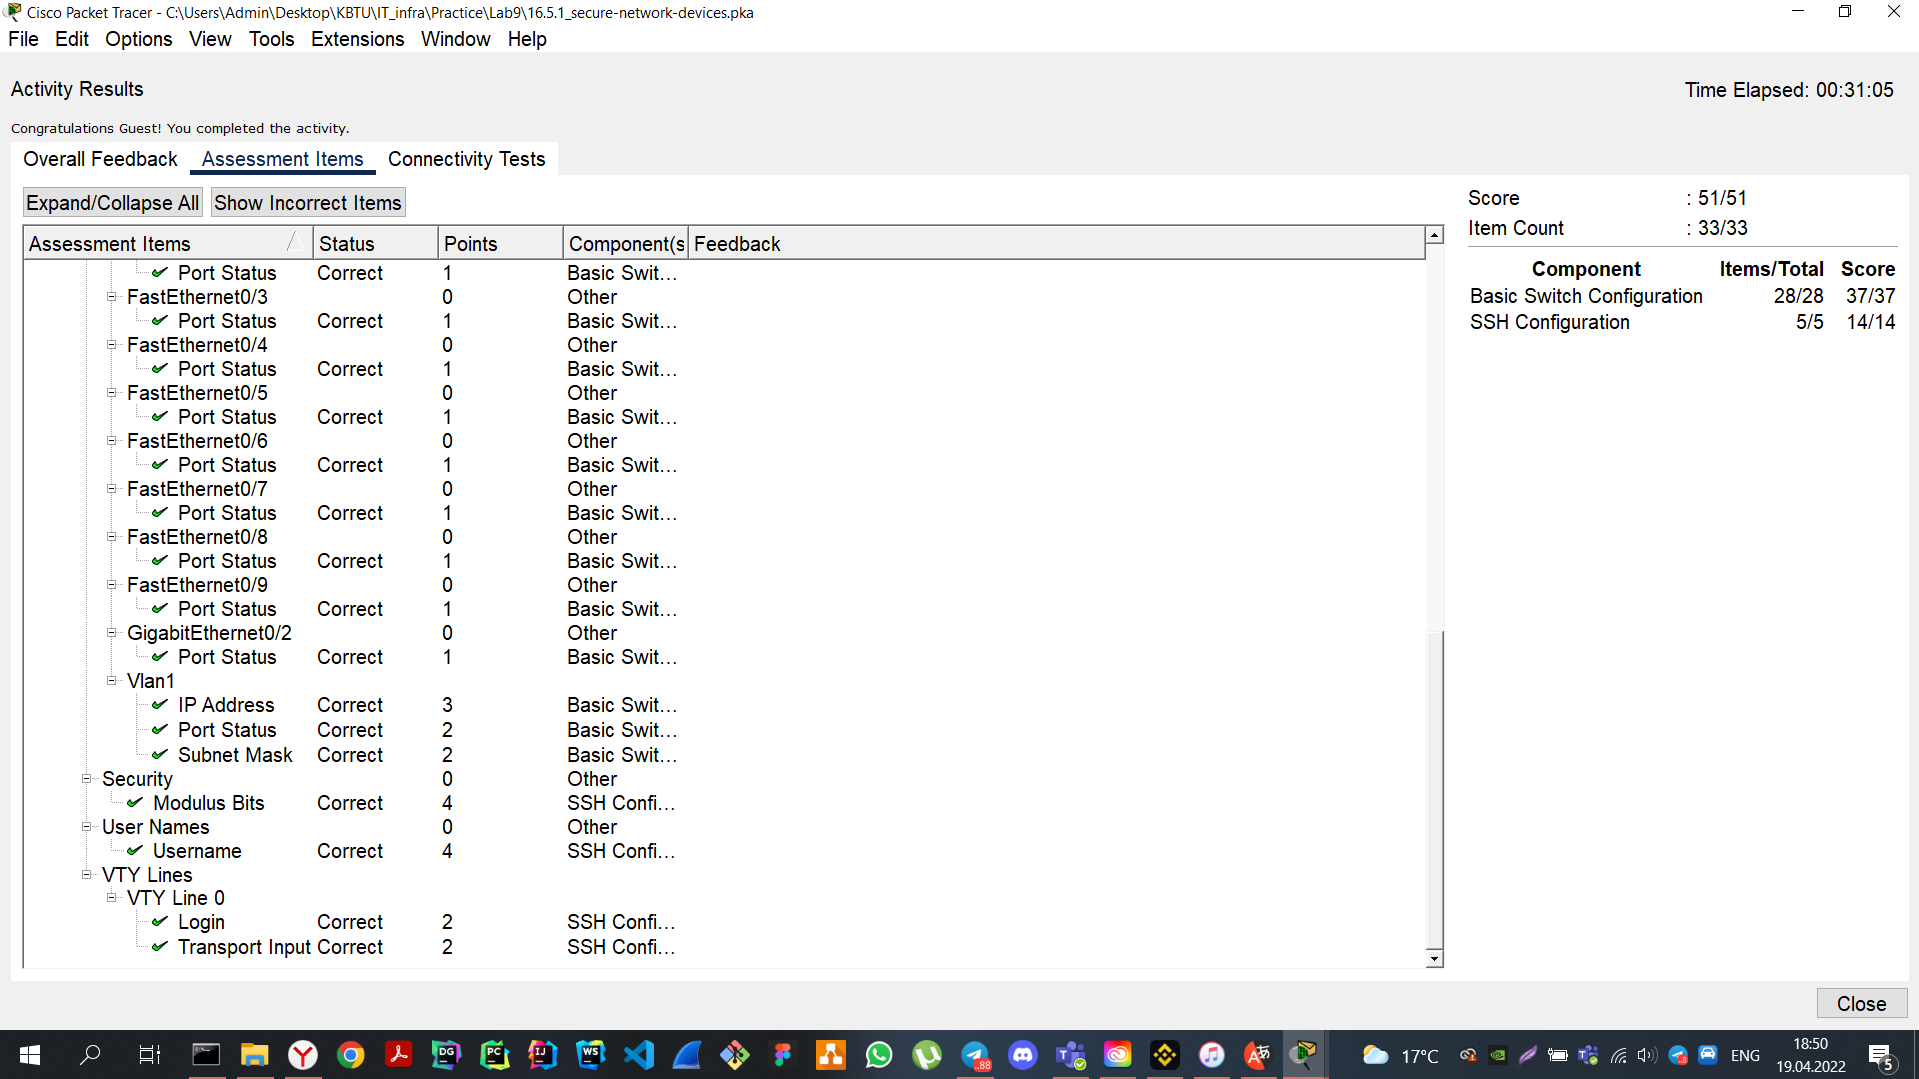 Cisco Packet Tracer - C:\Users\Admin\Desktop\KBTU\IT_infra\Practice\Lab9\16.5.1_secure-network-devices.pka
File Edit Options View Tools Extensions Window Help
Activity Results
Time Elapsed: 00:31:05
Congratulations Guest! You completed the activity.
Overall Feedback Assessment Items Connectivity Tests
Expand/Collapse All Show Incorrect Items
Assessment Items Status Points Component(s Feedback
Port Status Correct 1 Basic Swit...
FastEthernet0/3 0 Other
Port Status Correct 1 Basic Swit...
FastEthernet0/4 0 Other
Port Status Correct 1 Basic Swit...
FastEthernet0/5 0 Other
Port Status Correct 1 Basic Swit...
FastEthernet0/6 0 Other
Port Status Correct 1 Basic Swit...
FastEthernet0/7 0 Other
Port Status Correct 1 Basic Swit...
FastEthernet0/8 0 Other
Port Status Correct 1 Basic Swit...
FastEthernet0/9 0 Other
Port Status Correct 1 Basic Swit...
GigabitEthernet0/2 0 Other
Port Status Correct 1 Basic Swit...
Vlan1
IP Address Correct 3 Basic Swit...
Port Status Correct 2 Basic Swit...
Subnet Mask Correct 2 Basic Swit...
Security 0 Other
Modulus Bits Correct 4 SSH Confi...
User Names 0 Other
Username Correct 4 SSH Confi...
VTY Lines
VTY Line 0
Login Correct 2 SSH Confi...
Transport Input Correct 2 SSH Confi...
Score : 51/51
Item Count : 33/33
Component Items/Total Score
Basic Switch Configuration 28/28 37/37
SSH Configuration 5/5 14/14
Close
DG PC IJ WS
88
17°C
ENG
18:50
19.04.2022
5